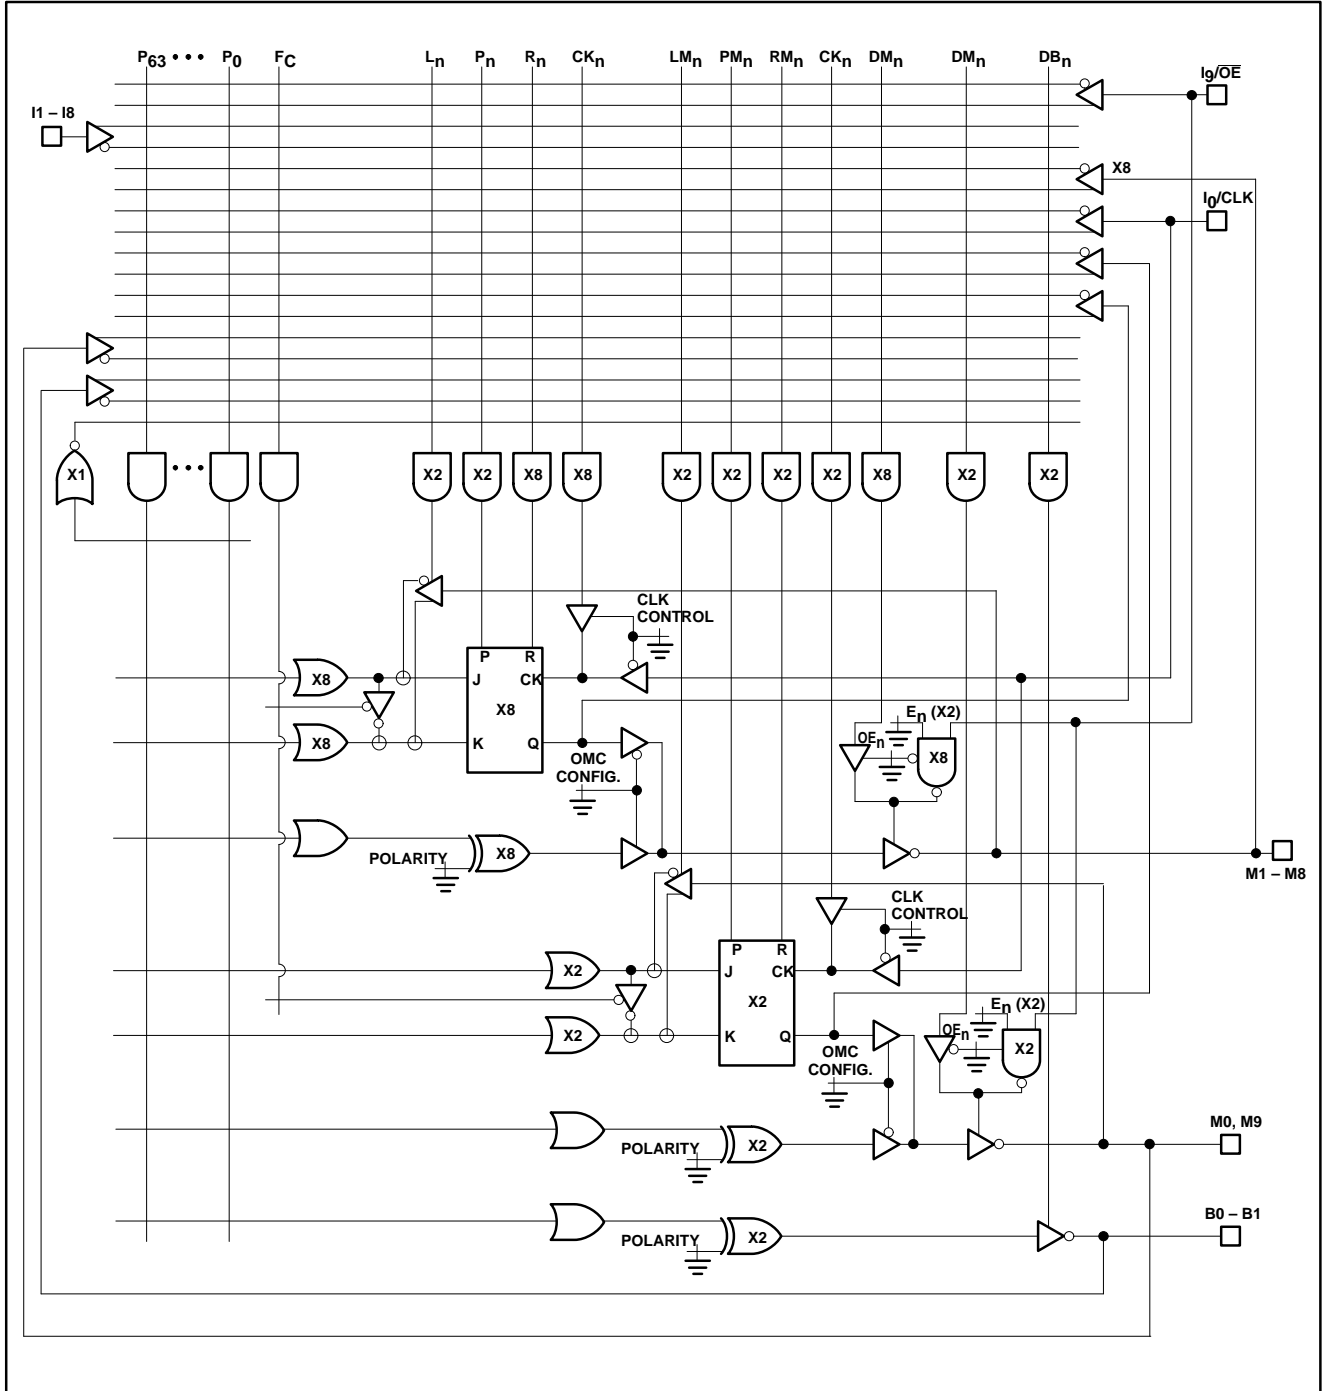 P63 ••• P0 FC Ln Pn Rn CKn LMn PMn RMn CKn DMn DMn DBn
I9/OE
I1 – I8
X8
I0/CLK
X1 ••• X2 X2 X8 X8 X2 X2 X2 X2 X8 X2 X2
CLK
CONTROL
P R
X8 J CK
X8
En (X2)
OEn
X8 K Q
X8
OMC
CONFIG.
POLARITY X8
M1 – M8
CLK
CONTROL
P R
X2 J CK
X2
En (X2)
OEn
X2 K Q
X2
OMC
CONFIG.
M0, M9
POLARITY X2
B0 – B1
POLARITY X2